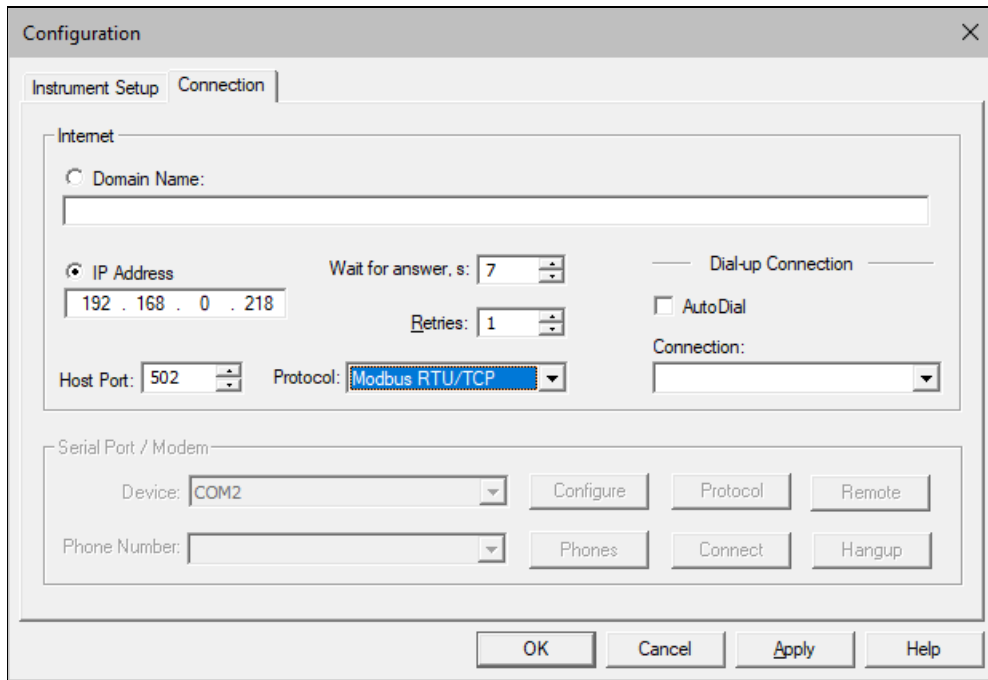 Configuration
Instrument Setup Connection
Internet
Domain Name:
IP Address Wait for answer, s: 7 Dial-up Connection
192 . 168 . 0 . 218 AutoDial
Retries: 1
Connection:
Host Port: 502 Protocol: Modbus RTU/TCP
Serial Port / Modem
Device: COM2 Configure Protocol Remote
Phone Number: Phones Connect Hangup
OK Cancel Apply Help